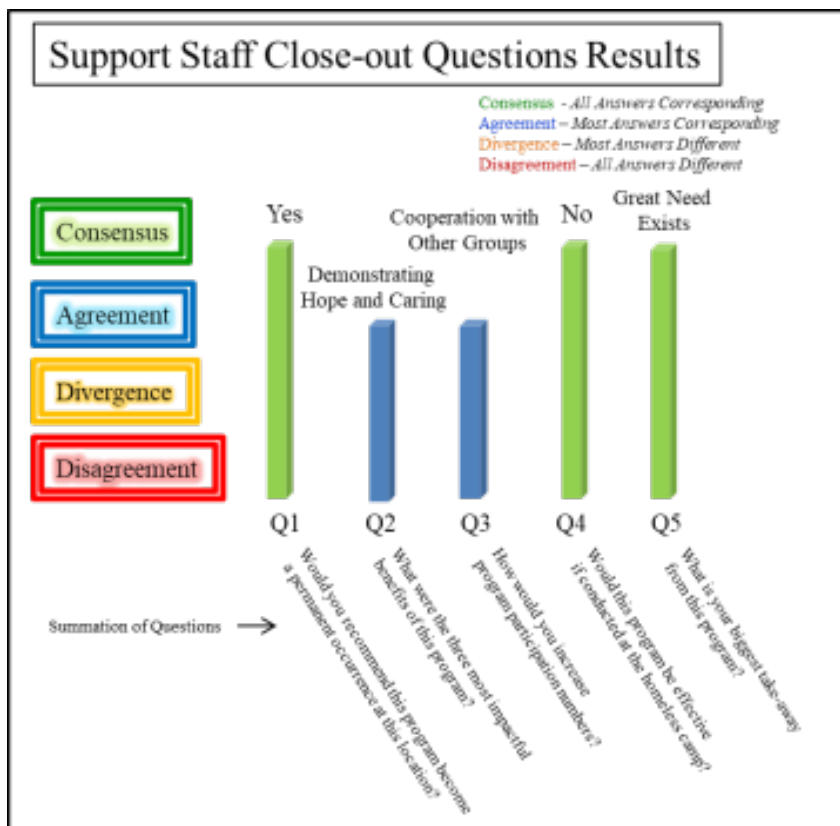 Support Staff Close-out Questions Results
Consensus - All Answers Corresponding
Agreement – Most Answers Corresponding
Divergence – Most Answers Different
Disagreement – All Answers Different
Consensus
Agreement
Divergence
Disagreement
Yes
Demonstrating
Hope and Caring
Cooperation with
Other Groups
No
Great Need
Exists
Q1
Q2
Q3
Q4
Q5
Summation of Questions
Would you recommend this program become
a permanent occurrence at this location?
What were the three most impactful
benefits of this program?
How would you increase
program participation numbers?
Would this program be effective
if conducted at the homeless camp?
What is your biggest take-away
from this program?